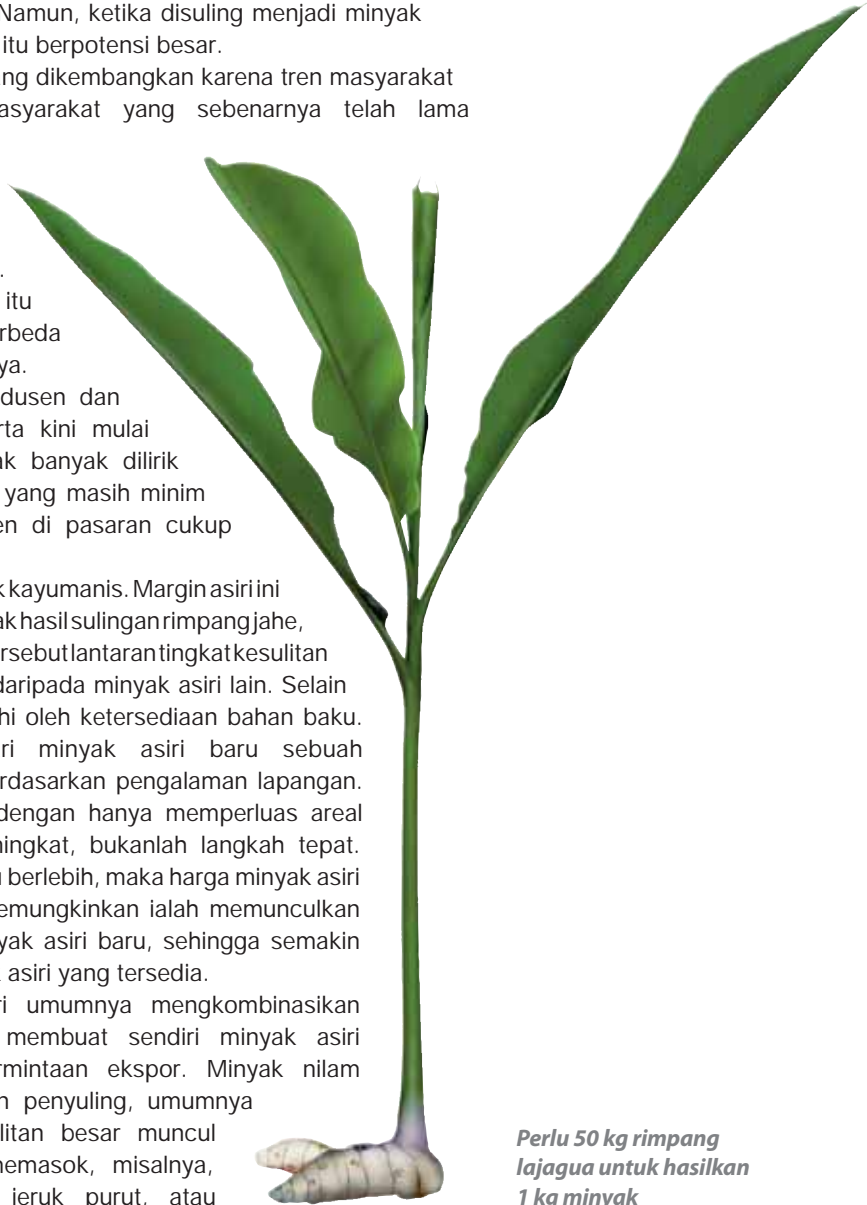 Namun, ketika disuling menjadi minyak
itu berpotensi besar.
ng dikembangkan karena tren masyarakat
asyarakat yang sebenarnya telah lama
.
itu
rbeda
ya.
dusen dan
rta kini mulai
ak banyak dilirik
yang masih minim
en di pasaran cukup
k kayumanis. Margin asiri ini
ak hasil sulingan rimpang jahe,
rsebut lantaran tingkat kesulitan
daripada minyak asiri lain. Selain
hi oleh ketersediaan bahan baku.
ri minyak asiri baru sebuah
rdasarkan pengalaman lapangan.
dengan hanya memperluas areal
ningkat, bukanlah langkah tepat.
u berlebih, maka harga minyak asiri
emungkinkan ialah memunculkan
yak asiri baru, sehingga semakin
asiri yang tersedia.
ri umumnya mengkombinasikan
membuat sendiri minyak asiri
rmintaan ekspor. Minyak nilam
n penyuling, umumnya
litan besar muncul
nemasok, misalnya,
jeruk purut, atau
Perlu 50 kg rimpang
lajagua untuk hasilkan
1 kg minyak